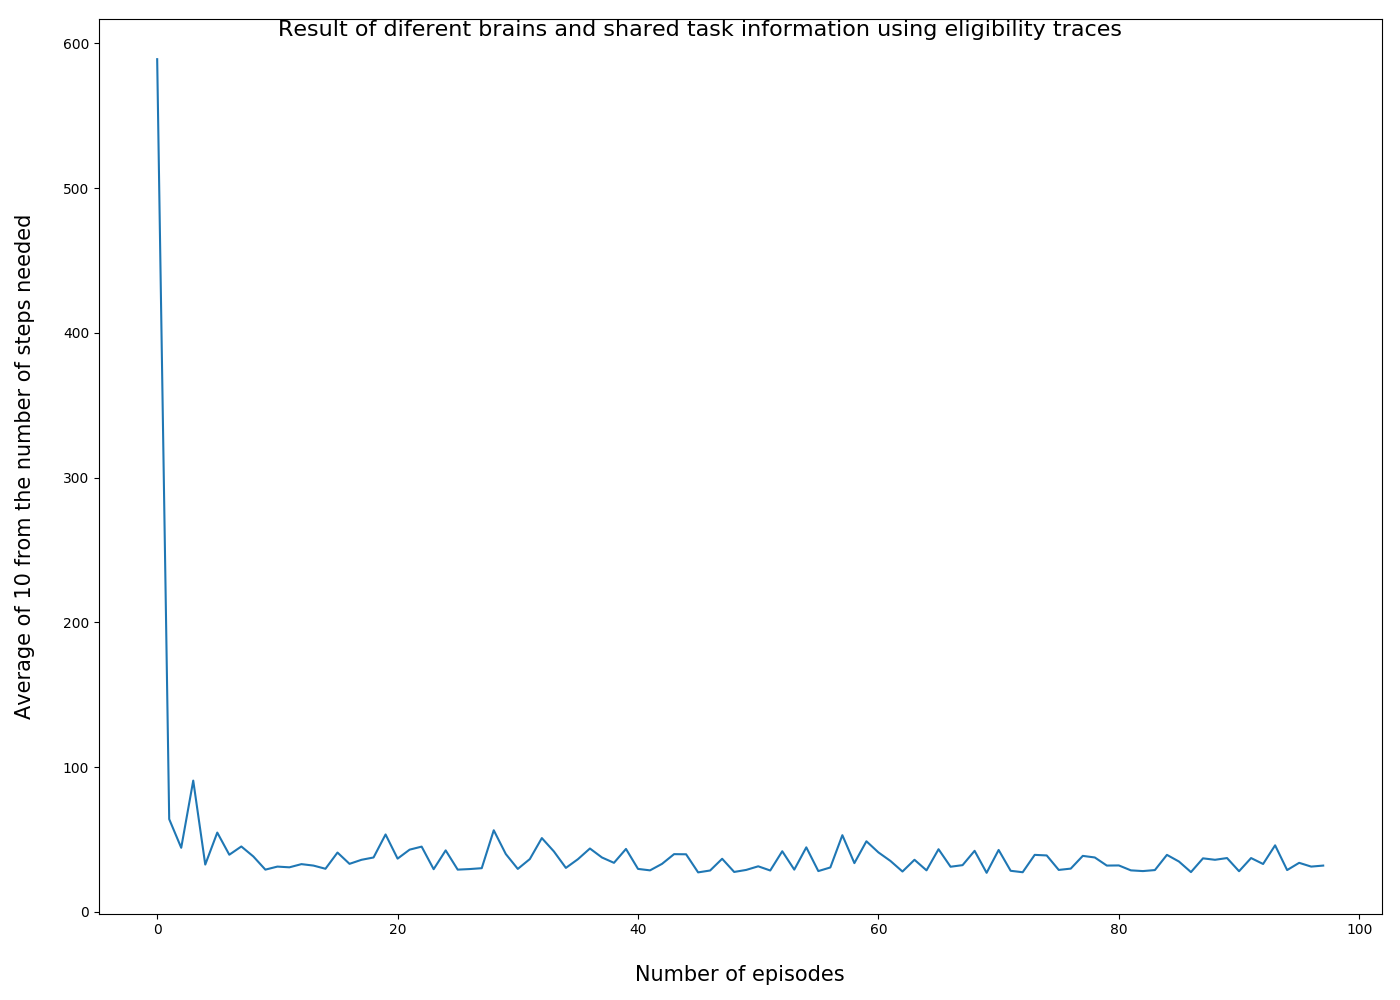 Result of diferent brains and shared task information using eligibility traces
600
500
400
300
200
100
0
Average of 10 from the number of steps needed
0 20 40 60 80 100
Number of episodes